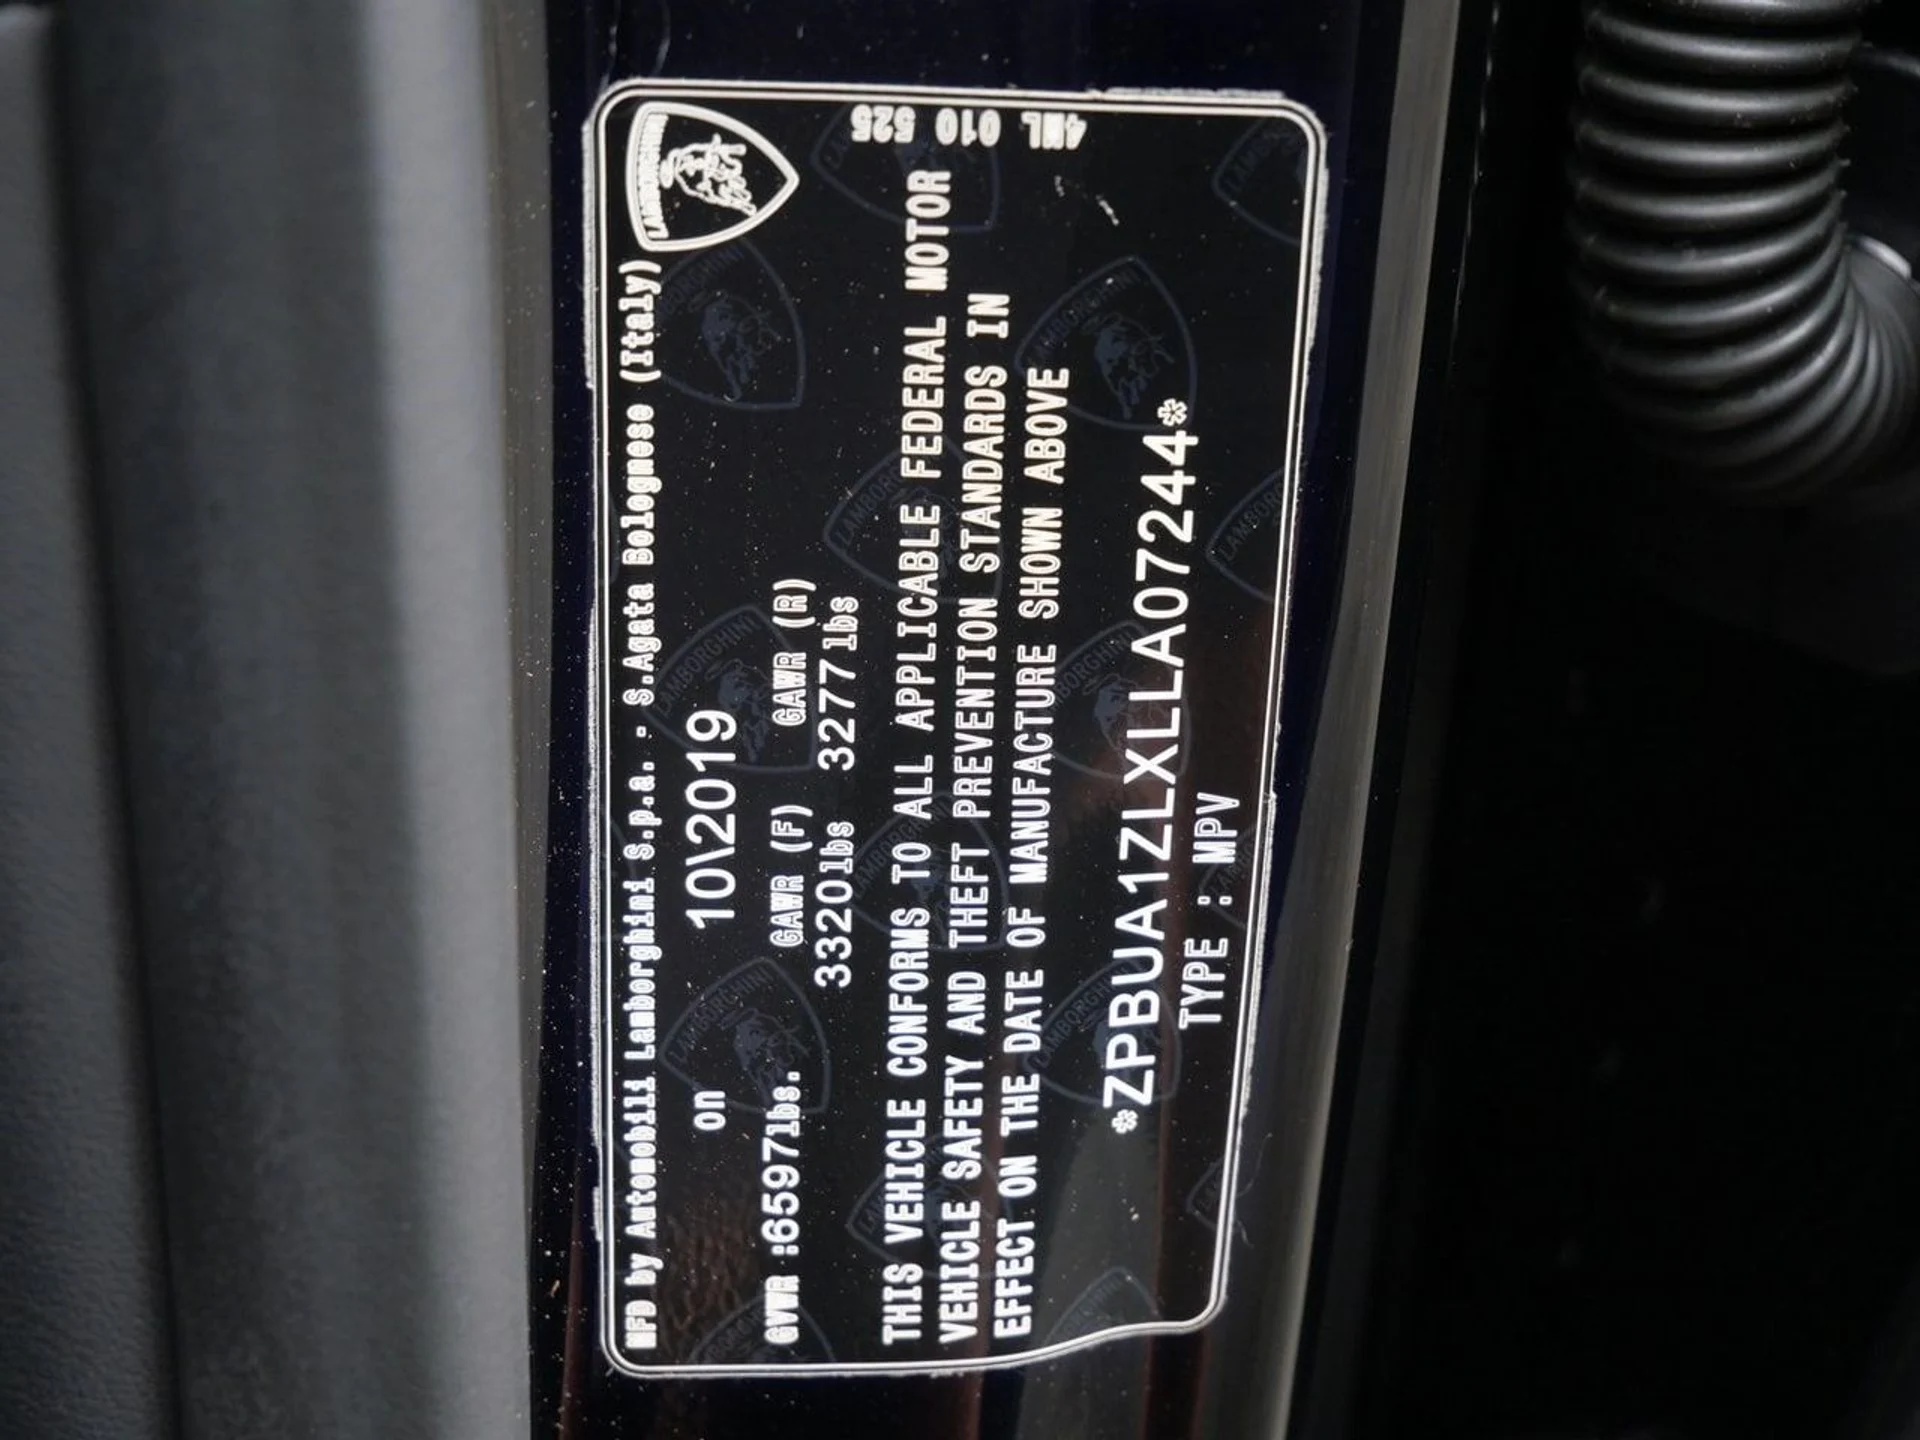 LAMBORGHINI
4ML 010 525
MFD by Automobili Lamborghini S.p.a. - S.Agata Bolognese (Italy)
on 10\2019
GVWR :6597lbs. GAWR (F) GAWR (R)
3320lbs 3277lbs
THIS VEHICLE CONFORMS TO ALL APPLICABLE FEDERAL MOTOR
VEHICLE SAFETY AND THEFT PREVENTION STANDARDS IN
EFFECT ON THE DATE OF MANUFACTURE SHOWN ABOVE
*ZPBUA1ZLXLLA07244*
TYPE : MPV